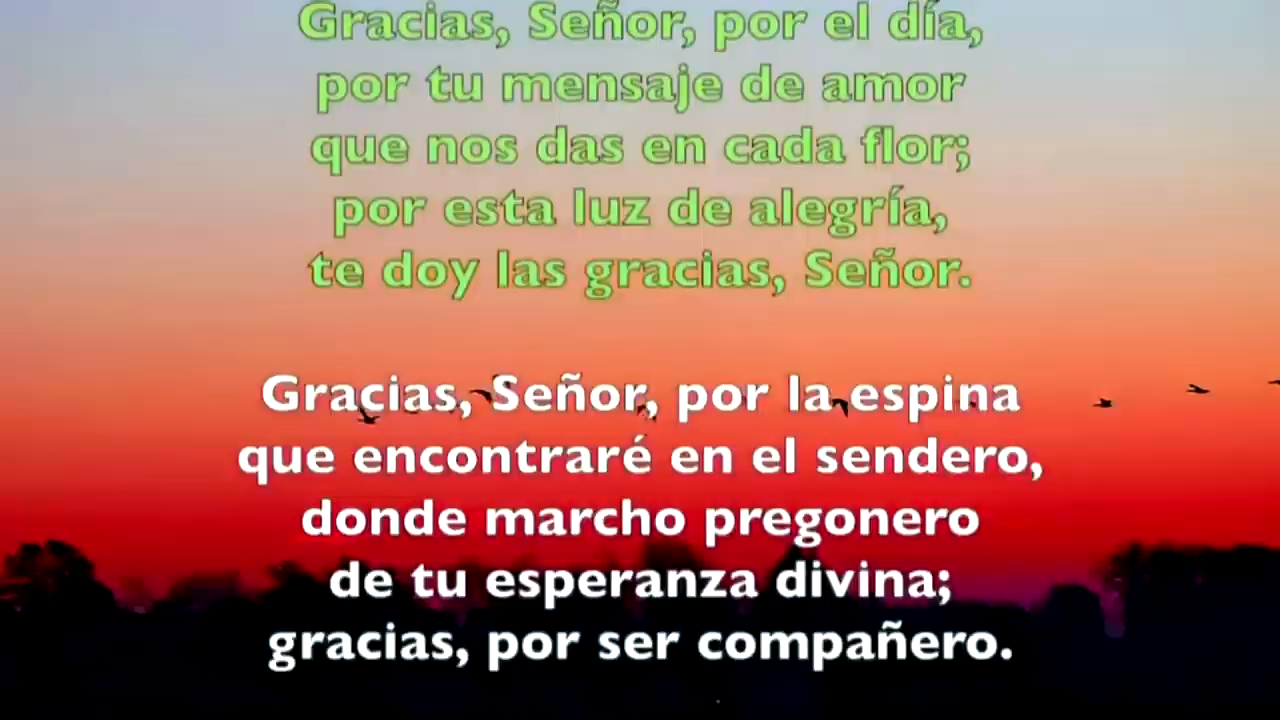 Gracias, Señor, por el día,
por tu mensaje de amor
que nos das en cada flor;
por esta luz de alegría,
te doy las gracias, Señor.
Gracias, Señor, por la espina
que encontraré en el sendero,
donde marcho pregonero
de tu esperanza divina;
gracias, por ser compañero.